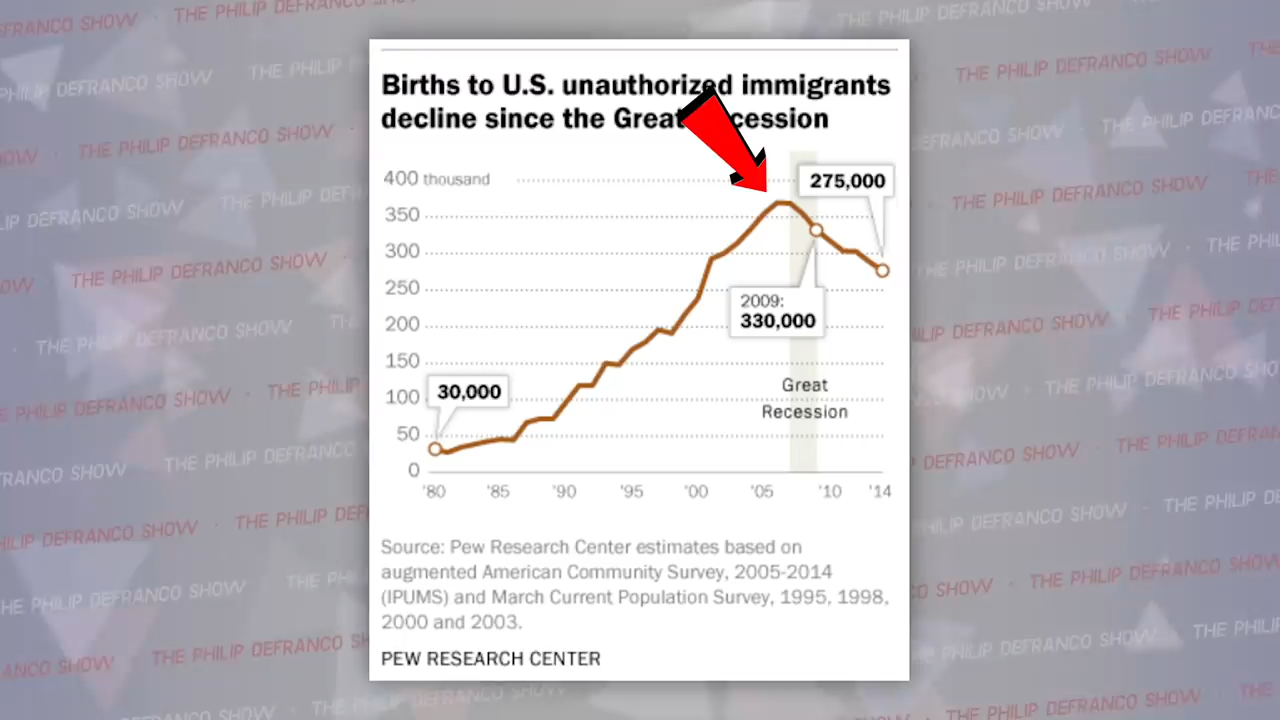 THE PHILIP DEFRANCO SHOW
Births to U.S. unauthorized immigrants
decline since the Great cession
400 thousand
350
300
250
200
150
100
50
0
275,000
2009:
330,000
30,000
Great
Recession
'80 '85 '90 '95 '00 '05 '10 '14
Source: Pew Research Center estimates based on
augmented American Community Survey, 2005-2014
(IPUMS) and March Current Population Survey, 1995, 1998,
2000 and 2003.
PEW RESEARCH CENTER